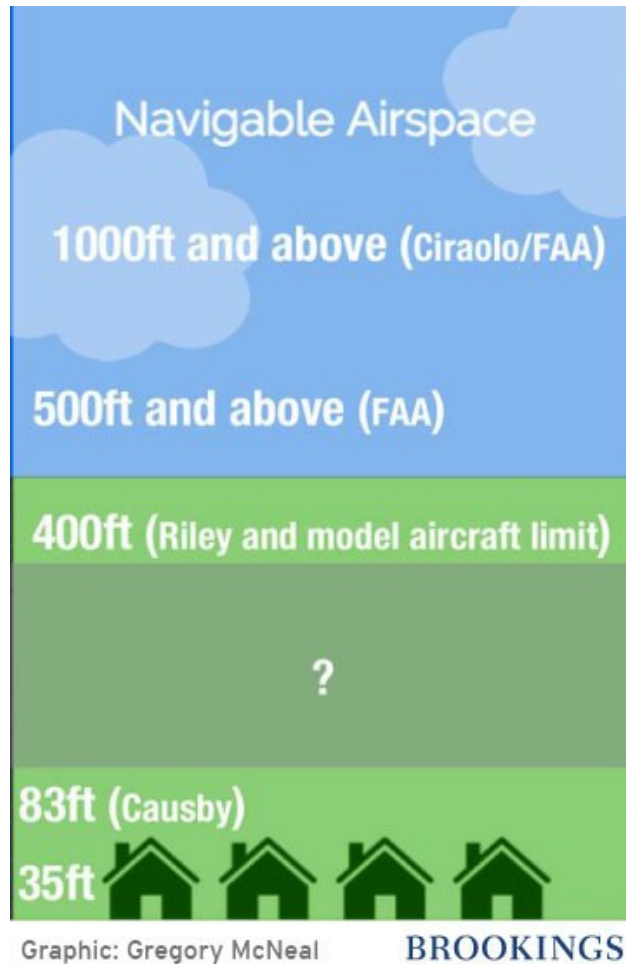 Navigable Airspace
1000ft and above (Ciraolo/FAA)
500ft and above (FAA)
400ft (Riley and model aircraft limit)
?
83ft (Causby)
35ft
Graphic: Gregory McNeal
BROOKINGS